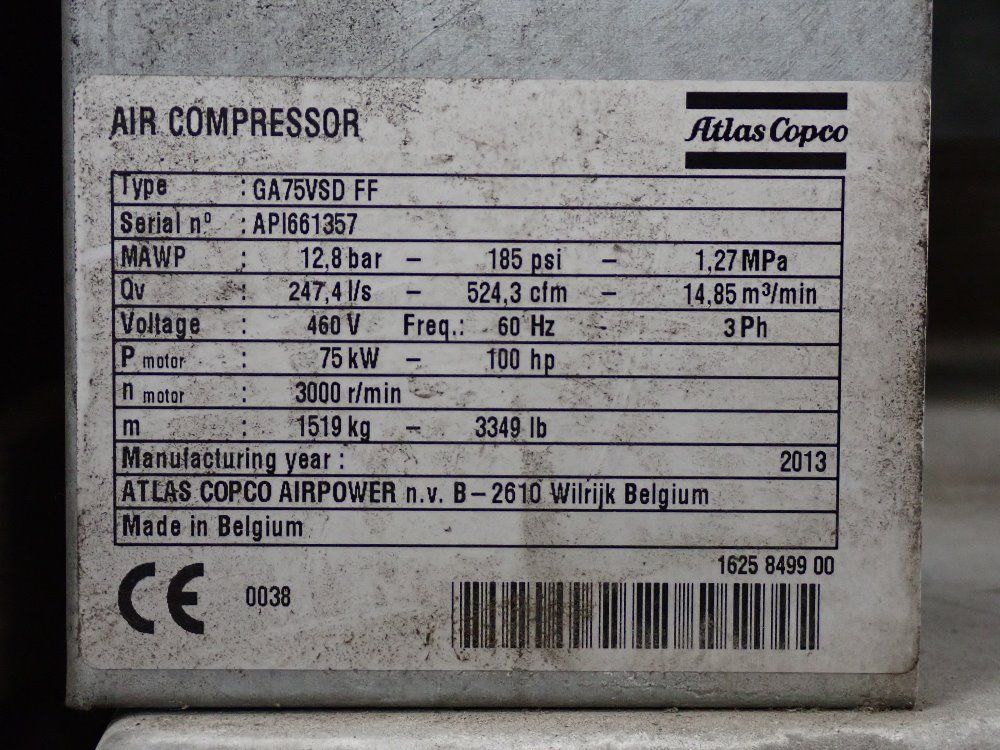 AIR COMPRESSOR
Atlas Copco
Type : GA75VSD FF
Serial nº : API661357
MAWP : 12,8 bar – 185 psi – 1,27 MPa
Qv : 247,4 l/s – 524,3 cfm – 14,85 m³/min
Voltage : 460 V Freq.: 60 Hz – 3 Ph
P motor : 75 kW – 100 hp
n motor : 3000 r/min
m : 1519 kg – 3349 lb
Manufacturing year : 2013
ATLAS COPCO AIRPOWER n.v. B – 2610 Wilrijk Belgium
Made in Belgium
1625 8499 00
CE 0038